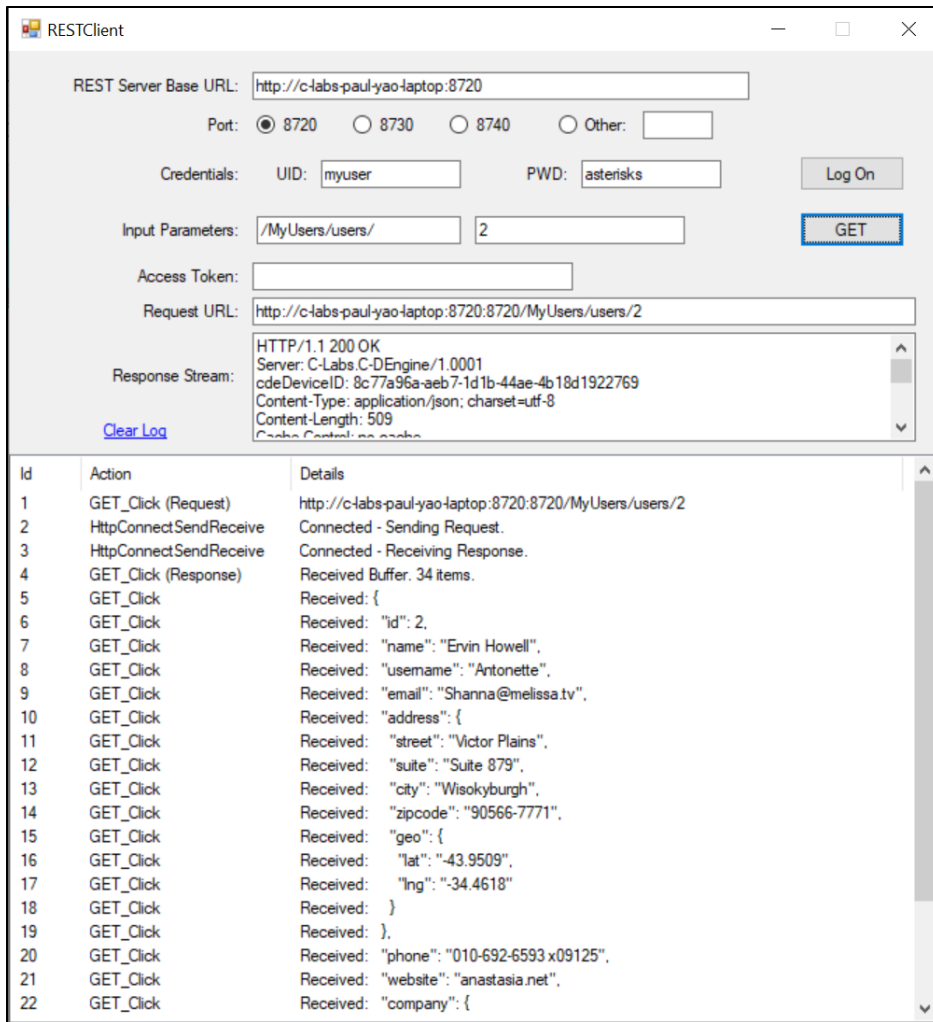 RESTClient
REST Server Base URL: http://c-labs-paul-yao-laptop:8720
Port: 8720 8730 8740 Other:
Credentials: UID: myuser PWD: asterisks Log On
Input Parameters: /MyUsers/users/ 2 GET
Access Token:
Request URL: http://c-labs-paul-yao-laptop:8720:8720/MyUsers/users/2
HTTP/1.1 200 OK
Server: C-Labs.C-DEngine/1.0001
Response Stream: cdeDeviceID: 8c77a96a-aeb7-1d1b-44ae-4b18d1922769
Content-Type: application/json; charset=utf-8
Content-Length: 509
Clear Log Cache-Control: no-cache
Id Action Details
1 GET_Click (Request) http://c-labs-paul-yao-laptop:8720:8720/MyUsers/users/2
2 HttpConnectSendReceive Connected - Sending Request.
3 HttpConnectSendReceive Connected - Receiving Response.
4 GET_Click (Response) Received Buffer. 34 items.
5 GET_Click Received: {
6 GET_Click Received: "id": 2,
7 GET_Click Received: "name": "Ervin Howell",
8 GET_Click Received: "username": "Antonette",
9 GET_Click Received: "email": "Shanna@melissa.tv",
10 GET_Click Received: "address": {
11 GET_Click Received: "street": "Victor Plains",
12 GET_Click Received: "suite": "Suite 879",
13 GET_Click Received: "city": "Wisokyburgh",
14 GET_Click Received: "zipcode": "90566-7771",
15 GET_Click Received: "geo": {
16 GET_Click Received: "lat": "-43.9509",
17 GET_Click Received: "lng": "-34.4618"
18 GET_Click Received: }
19 GET_Click Received: },
20 GET_Click Received: "phone": "010-692-6593 x09125",
21 GET_Click Received: "website": "anastasia.net",
22 GET_Click Received: "company": {